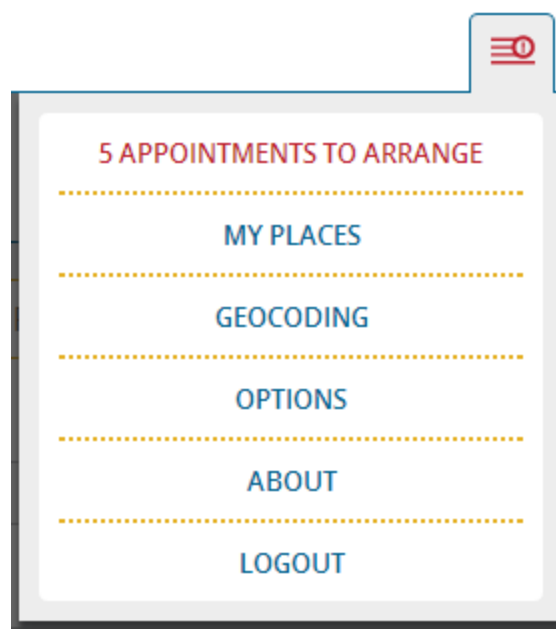 5 APPOINTMENTS TO ARRANGE
MY PLACES
GEOCODING
OPTIONS
ABOUT
LOGOUT